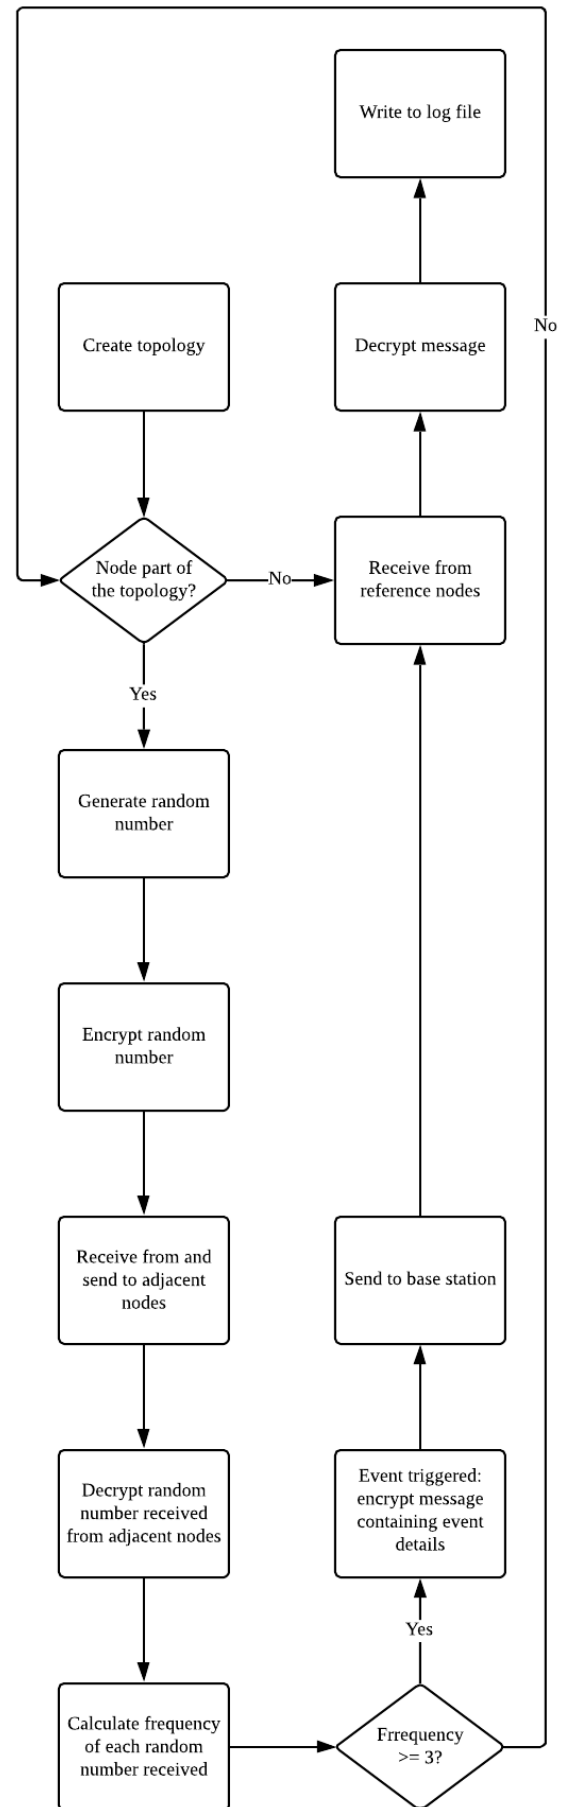 Write to log file
Create topology
Decrypt message
No
Node part of
the topology?
No
Receive from
reference nodes
Yes
Generate random
number
Encrypt random
number
Receive from and
send to adjacent
nodes
Send to base station
Decrypt random
number received
from adjacent nodes
Event triggered:
encrypt message
containing event
details
Yes
Calculate frequency
of each random
number received
Frrequency
>= 3?